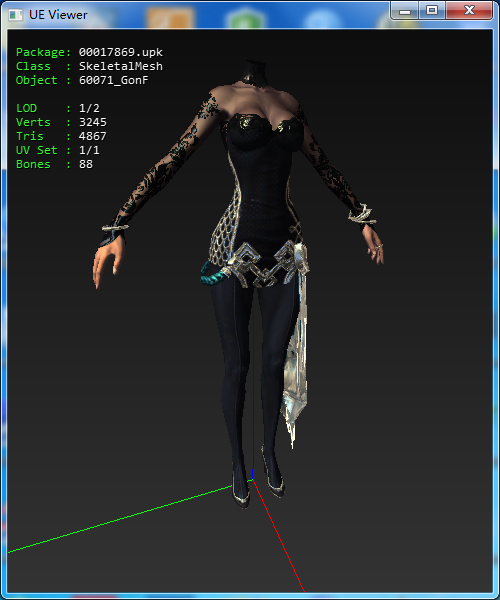 UE Viewer
Package: 00017869.upk
Class : SkeletalMesh
Object : 60071_GonF
LOD : 1/2
Verts : 3245
Tris : 4867
UV Set : 1/1
Bones : 88